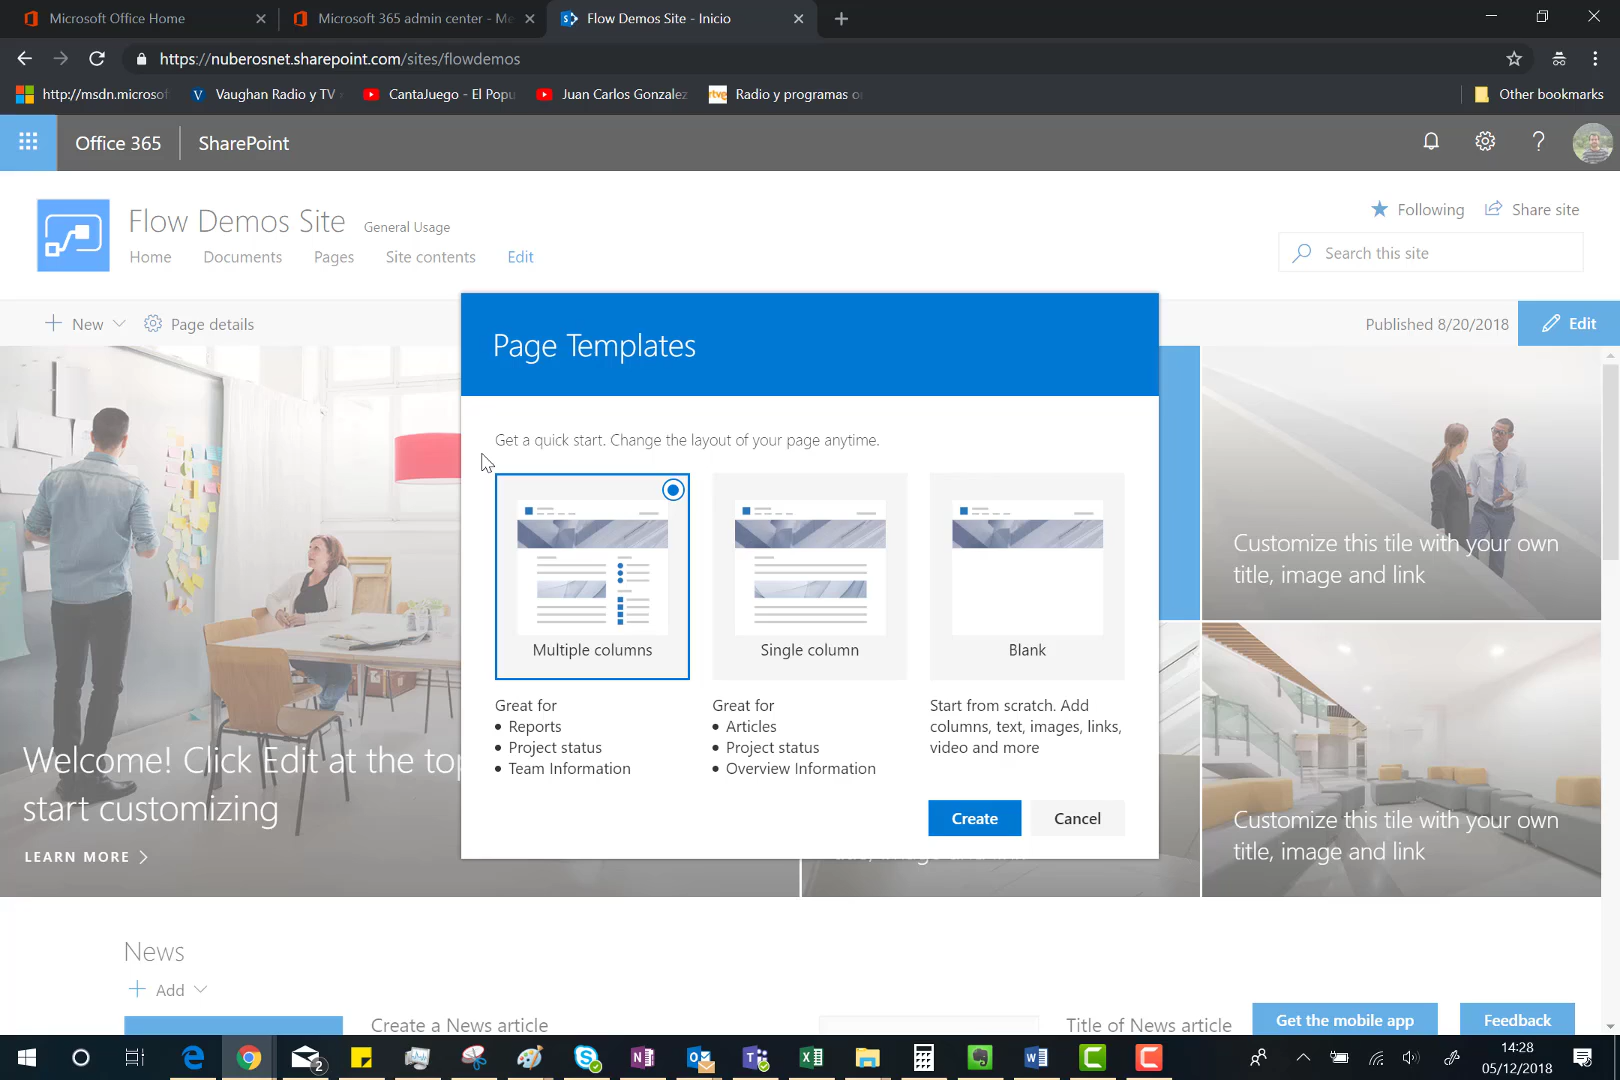 Microsoft Office Home
Microsoft 365 admin center - Me
Flow Demos Site - Inicio
https://nuberosnet.sharepoint.com/sites/flowdemos
http://msdn.microsof
Vaughan Radio y TV
CantaJuego - El Popu
Juan Carlos Gonzalez
Radio y programas o
Other bookmarks
Office 365
SharePoint
Flow Demos Site
General Usage
Following
Share site
Home
Documents
Pages
Site contents
Edit
Search this site
New
Page details
Published 8/20/2018
Edit
Page Templates
Get a quick start. Change the layout of your page anytime.
Multiple columns
Single column
Blank
Great for
• Reports
• Project status
• Team Information
Great for
• Articles
• Project status
• Overview Information
Start from scratch. Add
columns, text, images, links,
video and more
Create
Cancel
Welcome! Click Edit at the top
start customizing
LEARN MORE
Customize this tile with your own
title, image and link
Customize this tile with your own
title, image and link
title, image and link
News
Add
Create a News article
Title of News article
Get the mobile app
Feedback
2
14:28
05/12/2018